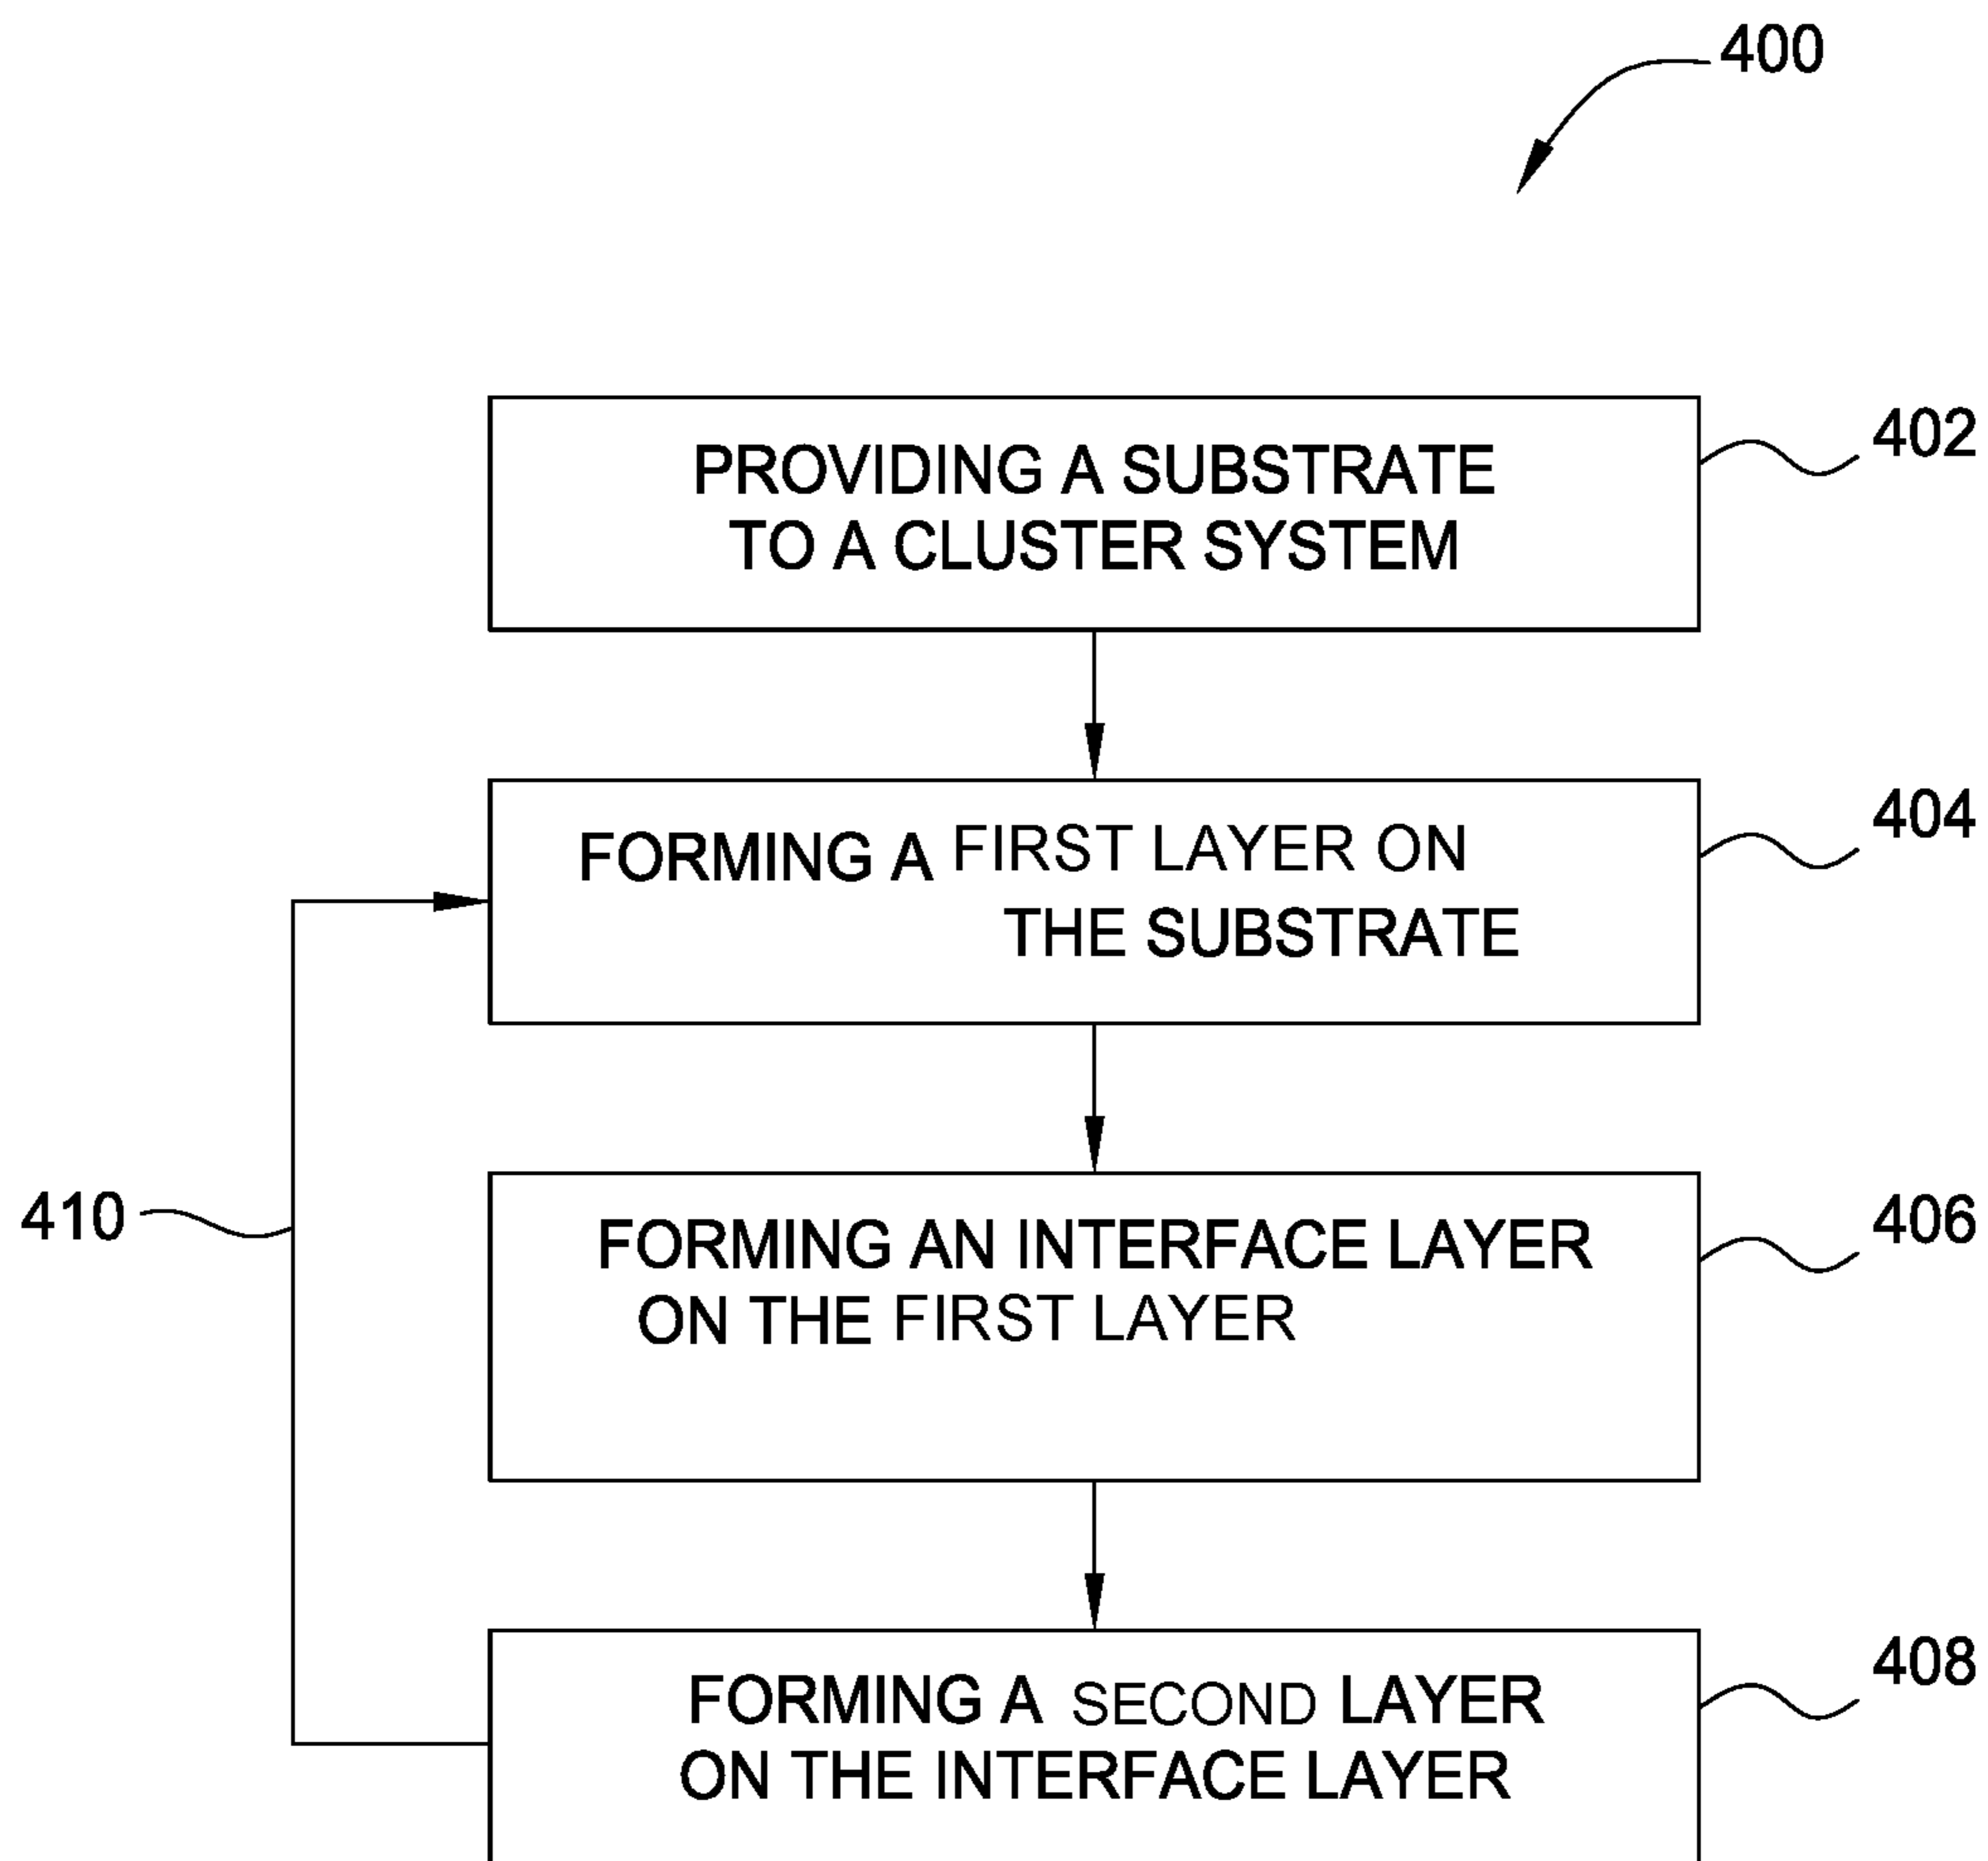 400
PROVIDING A SUBSTRATE
TO A CLUSTER SYSTEM
402
FORMING A FIRST LAYER ON
THE SUBSTRATE
404
FORMING AN INTERFACE LAYER
ON THE FIRST LAYER
406
410
FORMING A SECOND LAYER
ON THE INTERFACE LAYER
408